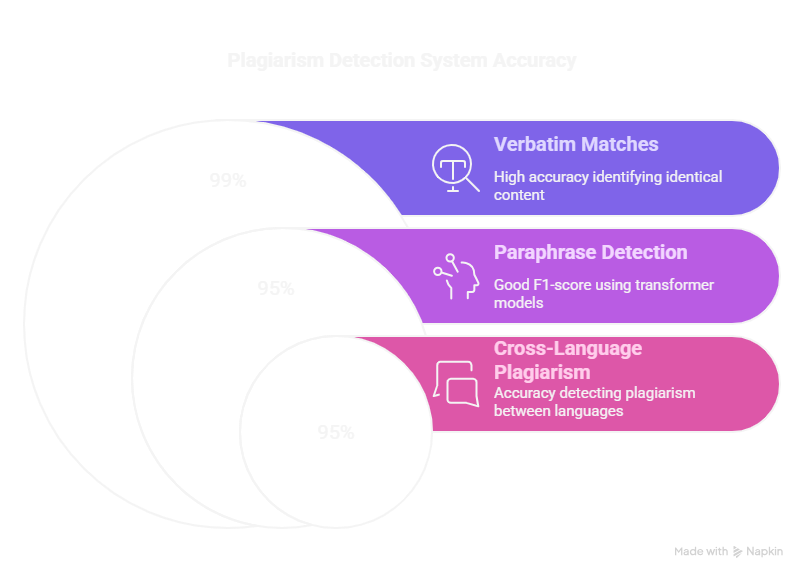 Plagiarism Detection System Accuracy
99%
Verbatim Matches
High accuracy identifying identical
content
95%
Paraphrase Detection
Good F1-score using transformer
models
95%
Cross-Language
Plagiarism
Accuracy detecting plagiarism
between languages
Made with Napkin